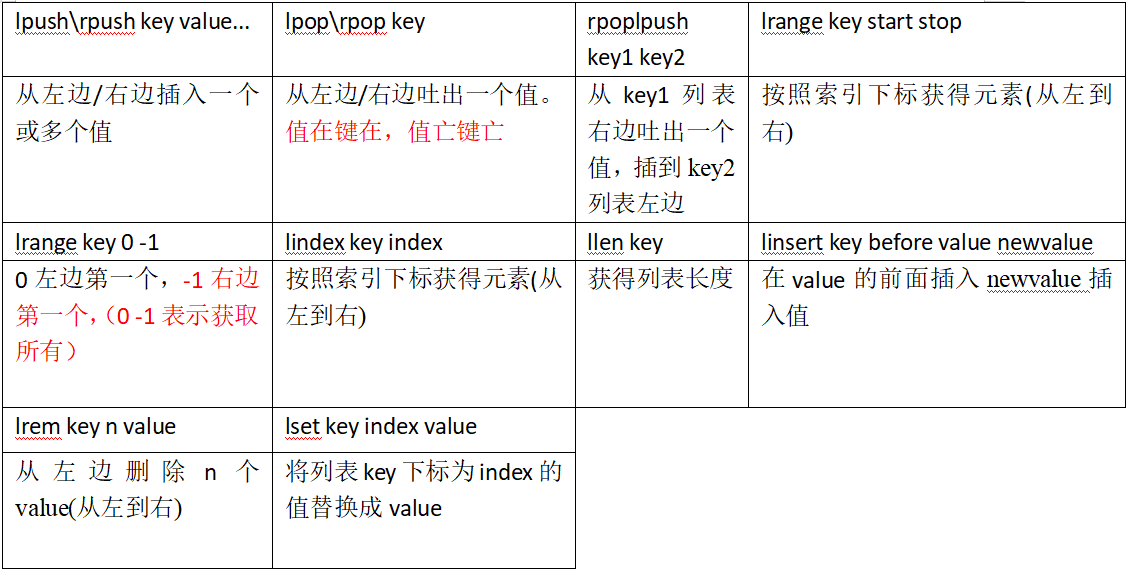 lpush\rpush key value...
lpop\rpop key
rpoplpush
key1 key2
lrange key start stop
从左边/右边插入一个
或多个值
从左边/右边吐出一个值。
值在键在，值亡键亡
从 key1 列表
右边吐出一个
值，插到 key2
列表左边
按照索引下标获得元素(从左到
右)
lrange key 0 -1
lindex key index
llen key
linsert key before value newvalue
0 左边第一个，-1 右边
第一个，（0 -1 表示获取
所有）
按照索引下标获得元素(从
左到右)
获得列表长度
在 value 的前面插入 newvalue 插
入值
lrem key n value
lset key index value
从左边删除 n 个
value(从左到右)
将列表 key 下标为 index 的
值替换成 value